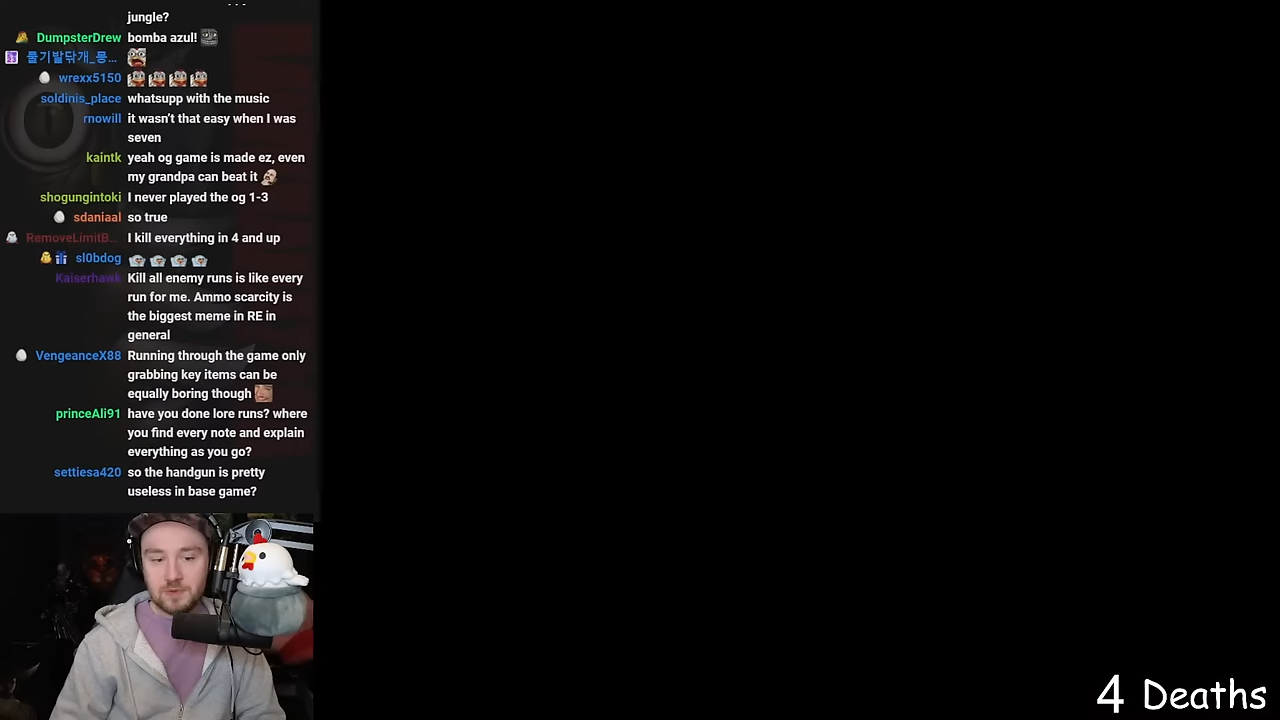 jungle?
DumpsterDrew bomba azul!
wrexx5150
soldinis_place whatsupp with the music
rnowill it wasn't that easy when I was
seven
kaintk yeah og game is made ez, even
my grandpa can beat it
shogungintoki I never played the og 1-3
sdaniaal so true
RemoveLimitB... I kill everything in 4 and up
sl0bdog
Kaiserhawk Kill all enemy runs is like every
run for me. Ammo scarcity is
the biggest meme in RE in
general
VengeanceX88 Running through the game only
grabbing key items can be
equally boring though
princeAli91 have you done lore runs? where
you find every note and explain
everything as you go?
settiesa420 so the handgun is pretty
useless in base game?
4 Deaths